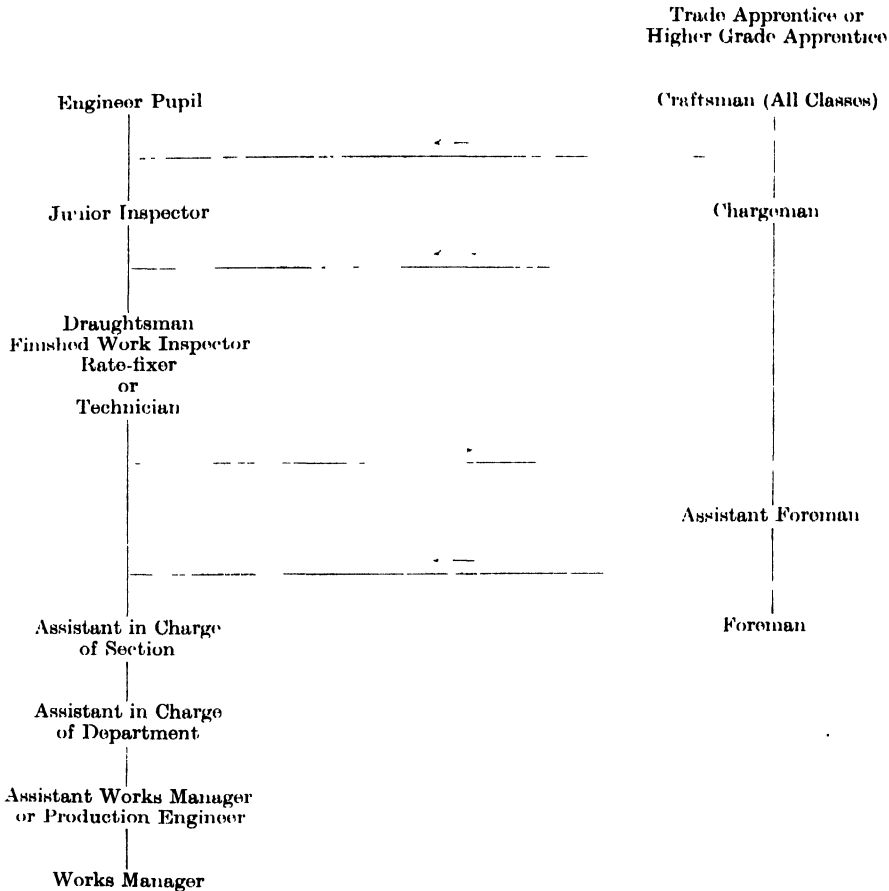 Trade Apprentice or
Higher Grade Apprentice
Engineer Pupil
Craftsman (All Classes)
Junior Inspector
Chargeman
Draughtsman
Finished Work Inspector
Rate-fixer
or
Technician
Assistant Foreman
Assistant in Charge
of Section
Foreman
Assistant in Charge
of Department
Assistant Works Manager
or Production Engineer
Works Manager